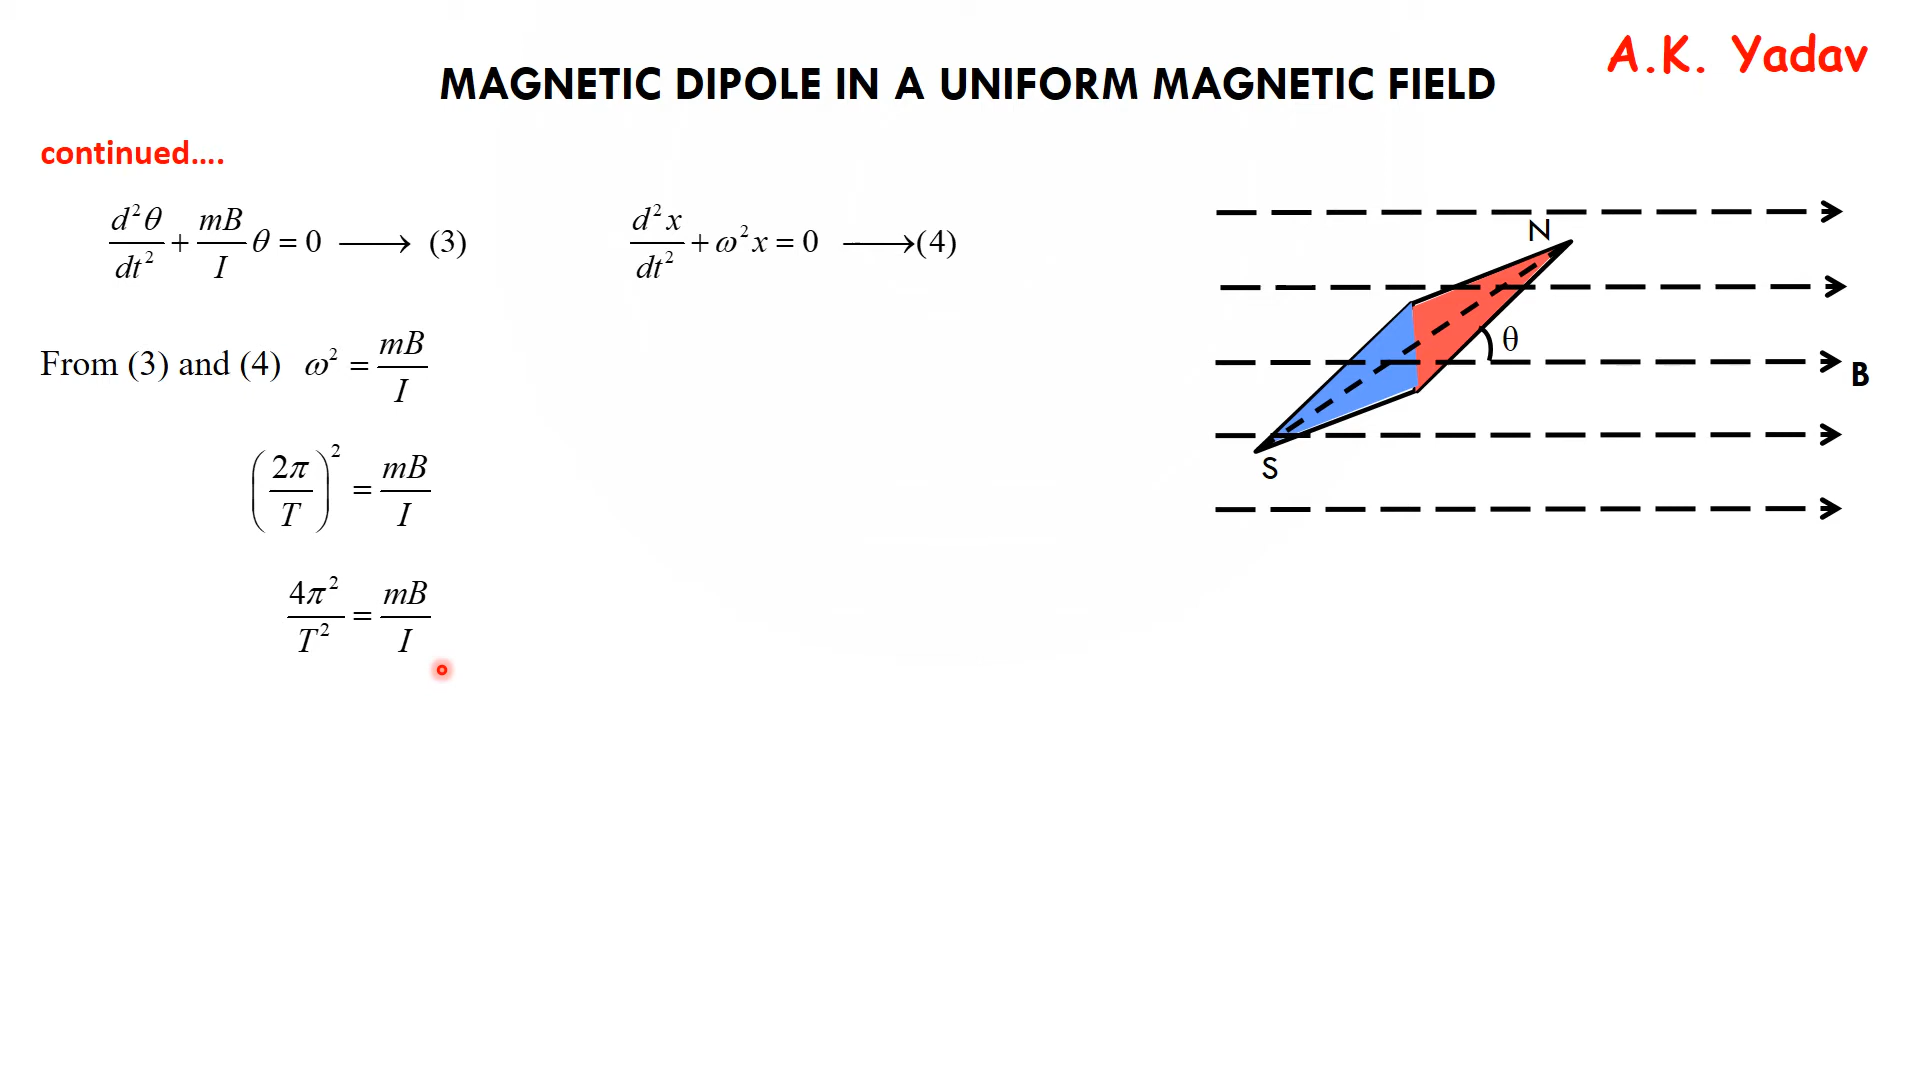 A.K. Yadav
MAGNETIC DIPOLE IN A UNIFORM MAGNETIC FIELD
continued....
d²θ/dt² + mB/I θ = 0 ⟶ (3)
d²x/dt² + ω²x = 0 ⟶(4)
From (3) and (4) ω² = mB/I
(2π/T)² = mB/I
4π²/T² = mB/I
N
θ
B
S